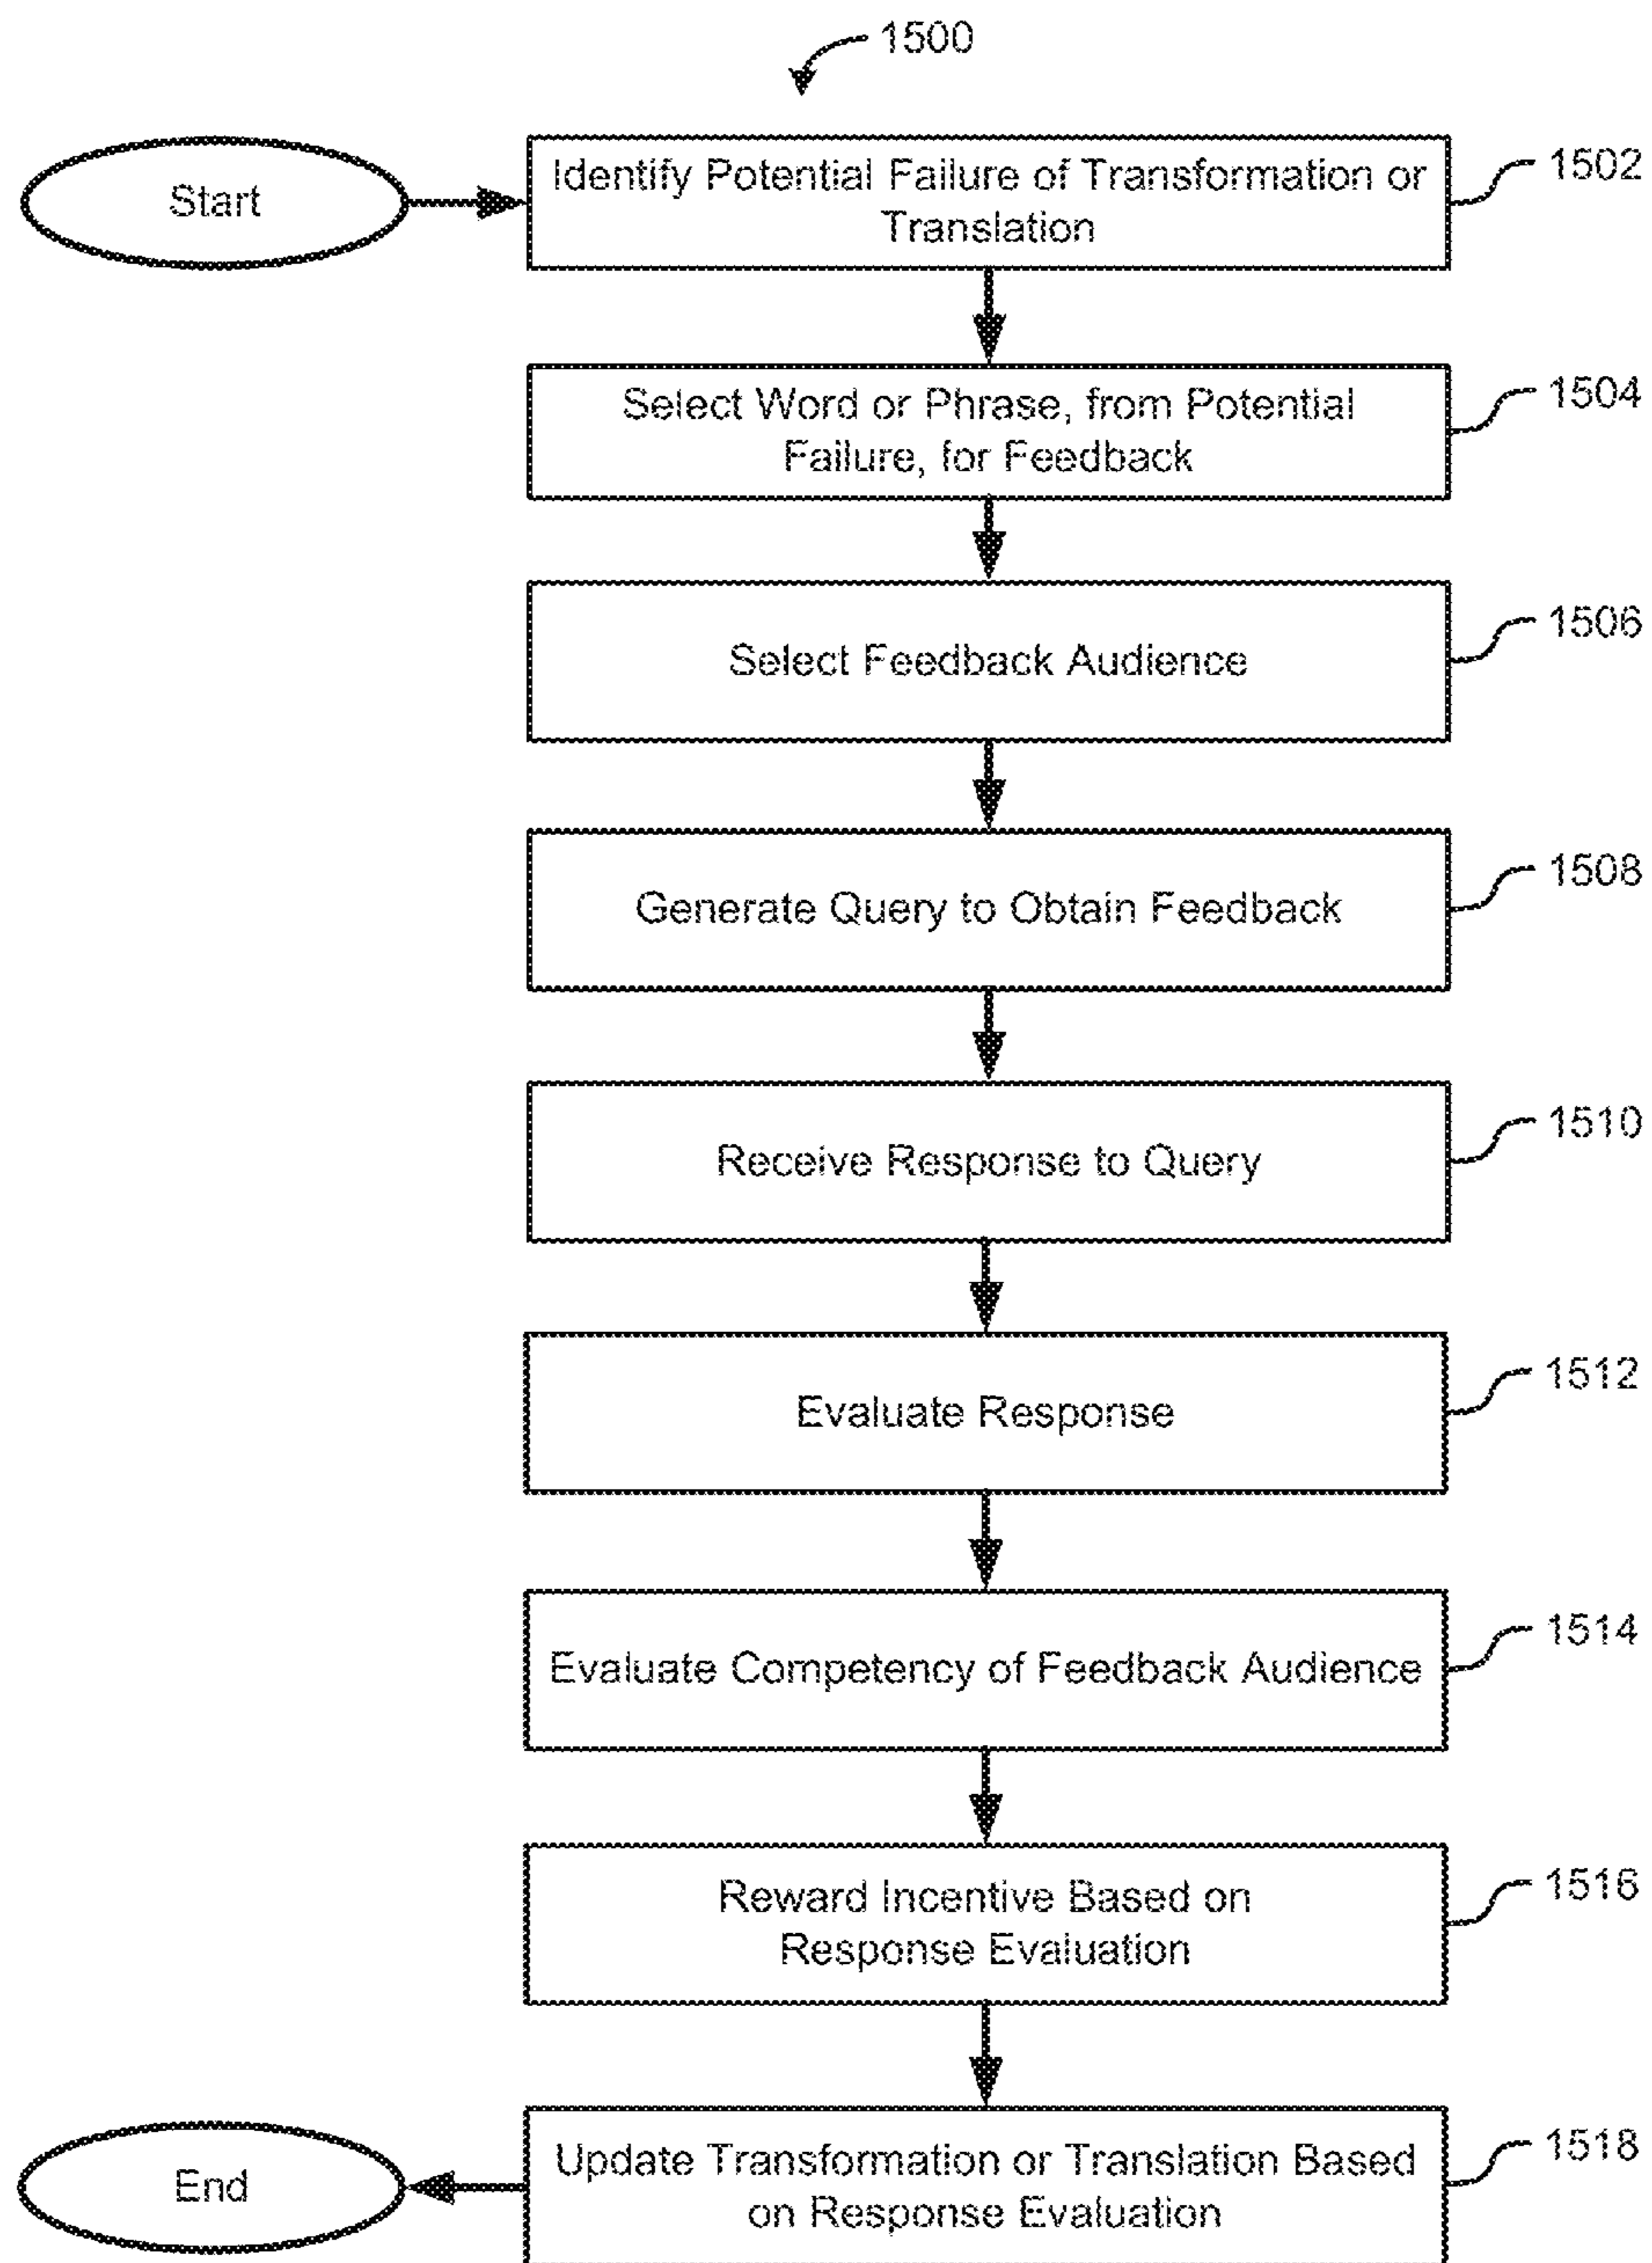 1500
Start
Identify Potential Failure of Transformation or
Translation
1502
Select Word or Phrase, from Potential
Failure, for Feedback
1504
Select Feedback Audience
1506
Generate Query to Obtain Feedback
1508
Receive Response to Query
1510
Evaluate Response
1512
Evaluate Competency of Feedback Audience
1514
Reward Incentive Based on
Response Evaluation
1516
Update Transformation or Translation Based
on Response Evaluation
1518
End